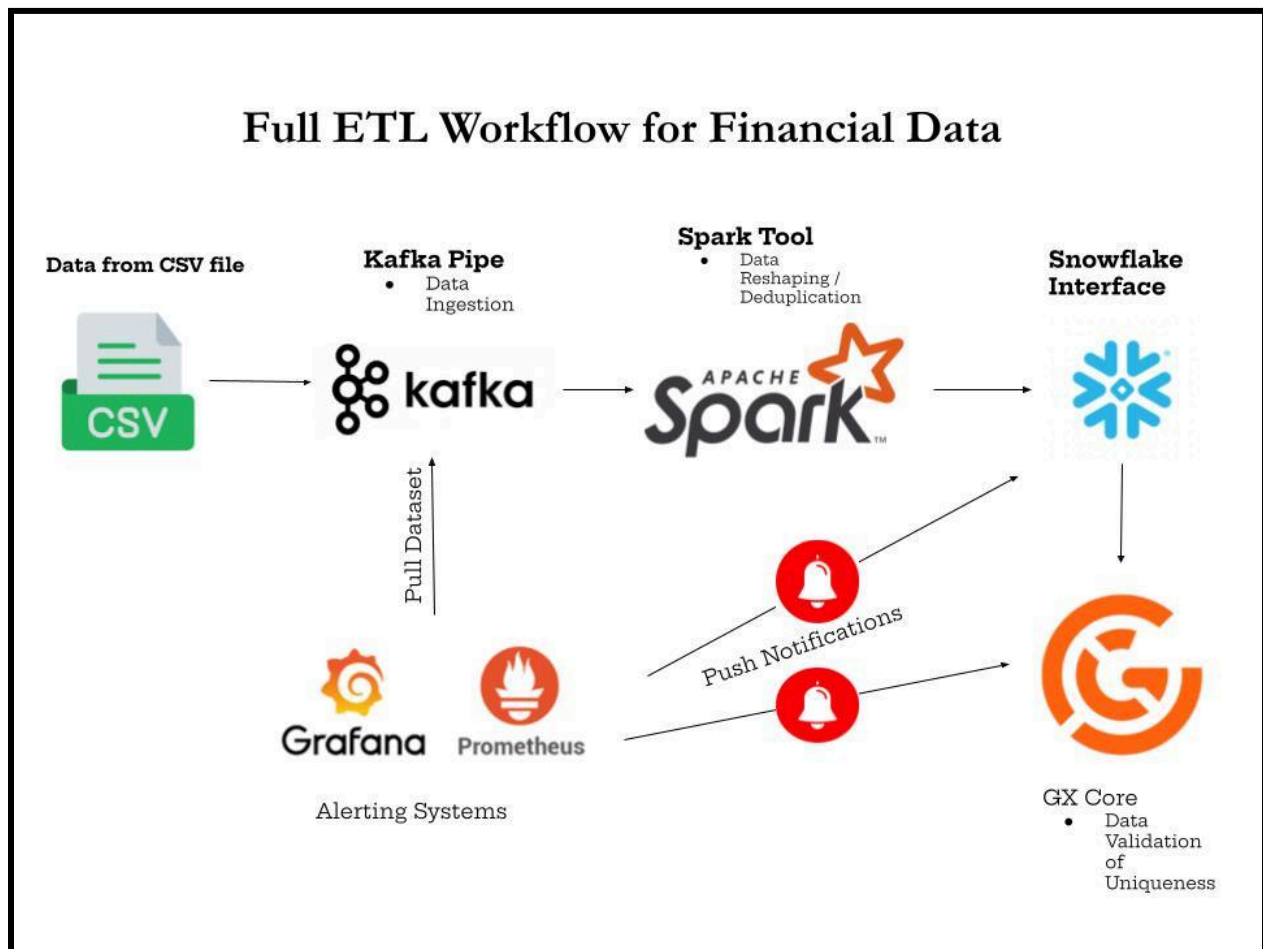 Full ETL Workflow for Financial Data
Data from CSV file
CSV
Kafka Pipe
● Data
Ingestion
kafka
Spark Tool
● Data
Reshaping /
Deduplication
APACHE
Spark™
Snowflake
Interface
®
Pull Dataset
Push Notifications
Grafana
Prometheus
Alerting Systems
GX Core
● Data
Validation
of
Uniqueness